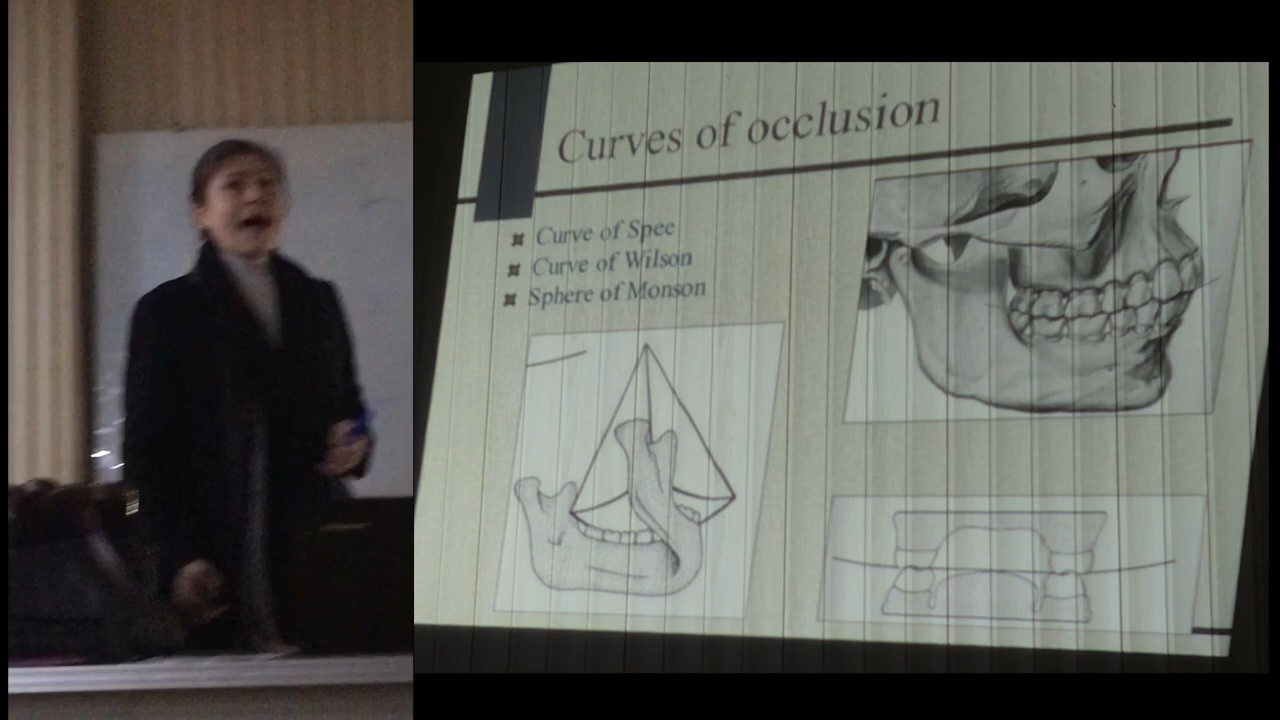 Curves of occlusion
Curve of Spee
Curve of Wilson
Sphere of Monson